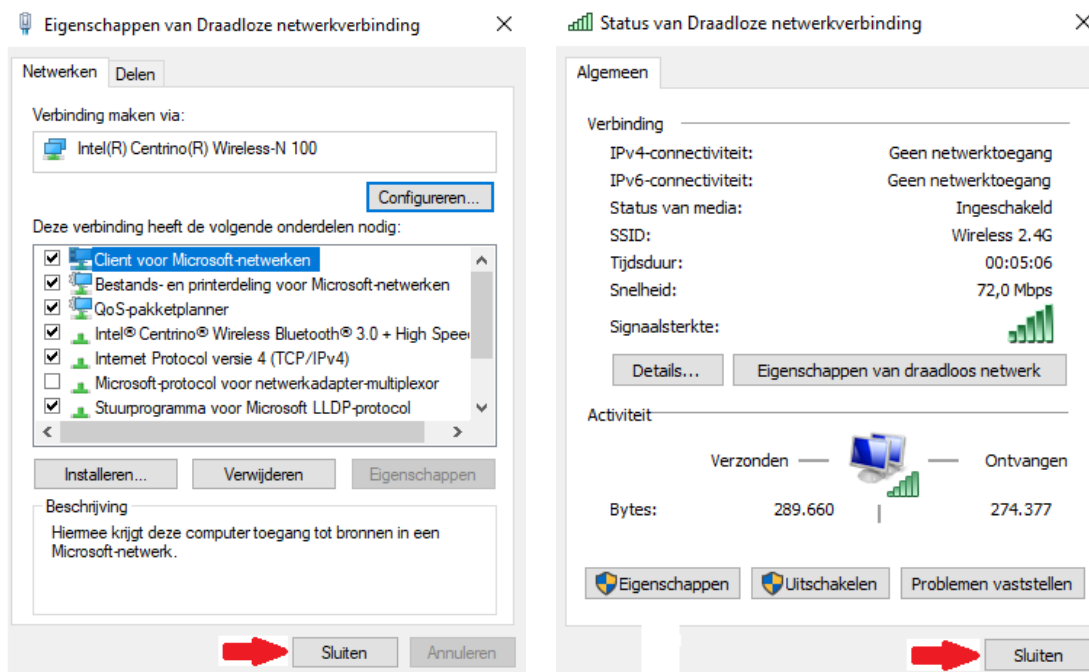 Eigenschappen van Draadloze netwerkverbinding
Netwerken Delen
Verbinding maken via:
Intel(R) Centrino(R) Wireless-N 100
Configureren...
Deze verbinding heeft de volgende onderdelen nodig:
Client voor Microsoft-netwerken
Bestands- en printerdeling voor Microsoft-netwerken
QoS-pakketplanner
Intel® Centrino® Wireless Bluetooth® 3.0 + High Spee
Internet Protocol versie 4 (TCP/IPv4)
Microsoft-protocol voor netwerkadapter-multiplexor
Stuurprogramma voor Microsoft LLDP-protocol
Installeren... Verwijderen Eigenschappen
Beschrijving
Hiermee krijgt deze computer toegang tot bronnen in een
Microsoft-netwerk.
Sluiten Annuleren
Status van Draadloze netwerkverbinding
Algemeen
Verbinding
IPv4-connectiviteit: Geen netwerktoegang
IPv6-connectiviteit: Geen netwerktoegang
Status van media: Ingeschakeld
SSID: Wireless 2.4G
Tijdsduur: 00:05:06
Snelheid: 72,0 Mbps
Signaalsterkte:
Details... Eigenschappen van draadloos netwerk
Activiteit
Verzonden Ontvangen
Bytes: 289.660 274.377
Eigenschappen Uitschakelen Problemen vaststellen
Sluiten